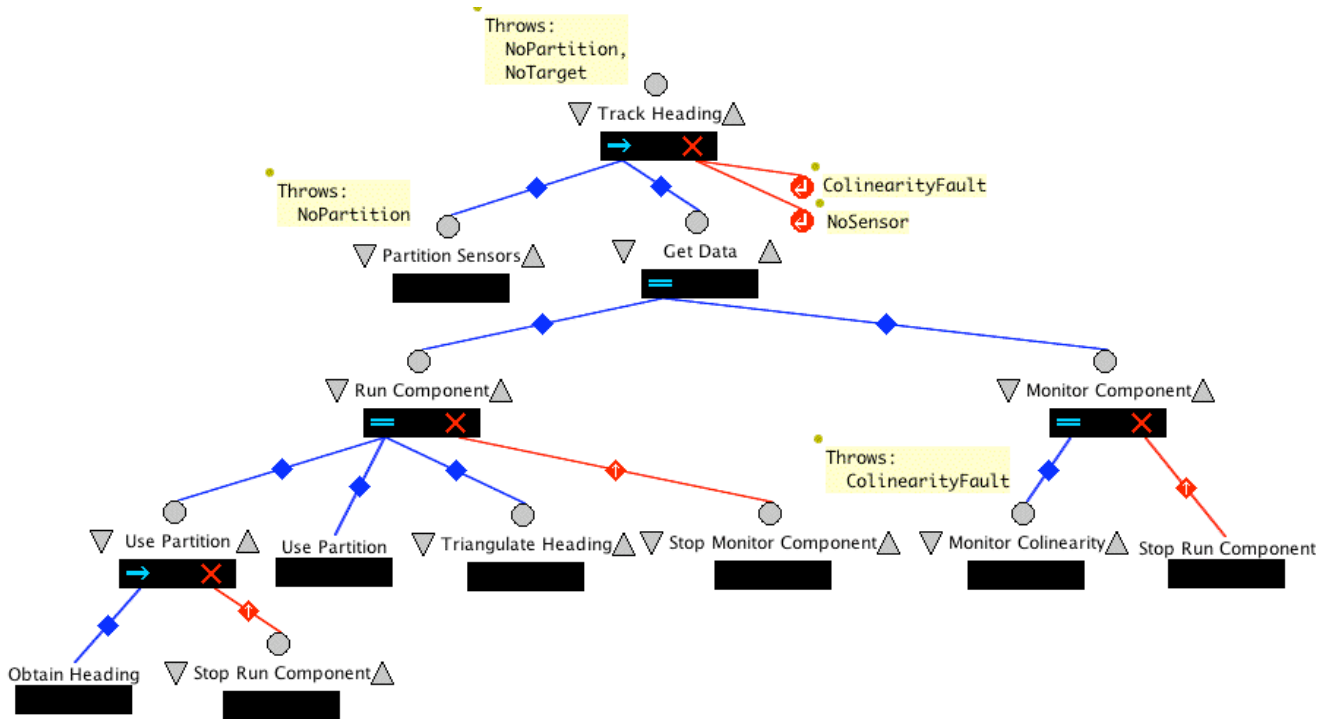 Throws:
NoPartition,
NoTarget
Track Heading
Throws:
NoPartition
ColinearityFault
NoSensor
Partition Sensors
Get Data
Run Component
Monitor Component
Throws:
ColinearityFault
Use Partition
Use Partition
Triangulate Heading
Stop Monitor Component
Monitor Colinearity
Stop Run Component
Obtain Heading
Stop Run Component